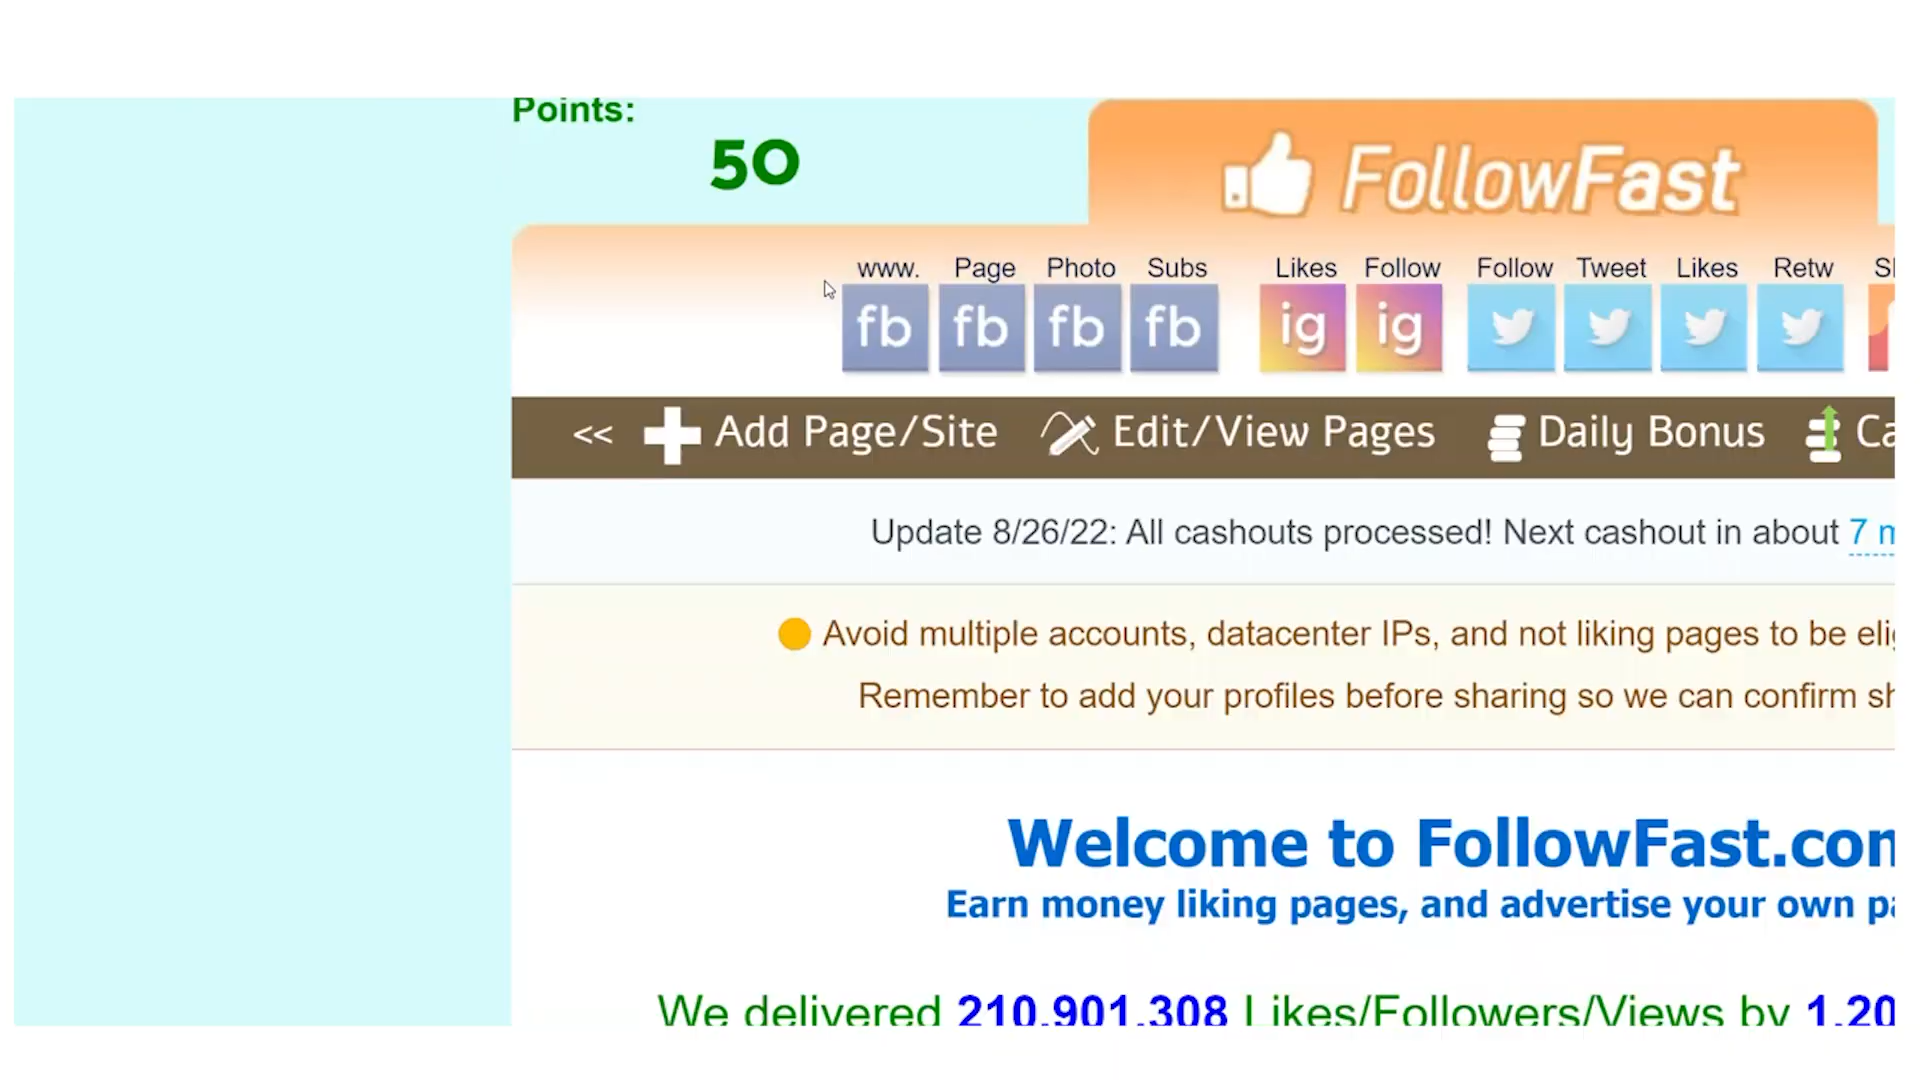 Points:
50
FollowFast
www. Page Photo Subs Likes Follow Follow Tweet Likes Retw
fb fb fb fb ig ig
<< Add Page/Site Edit/View Pages Daily Bonus Ca
Update 8/26/22: All cashouts processed! Next cashout in about 7
Avoid multiple accounts, datacenter IPs, and not liking pages to be
Remember to add your profiles before sharing so we can confirm
Welcome to FollowFast.com
Earn money liking pages, and advertise your own
We delivered 210,901,308 Likes/Followers/Views by 1,20